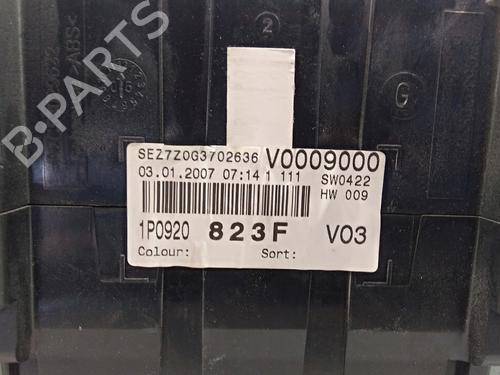 2
>ABS<
G
B-PARTS
SEZ7Z0G3702636 V0009000
03.01.2007 07:14 1 111 SW0422
HW 009
1P0920 823F V03
Colour: Sort: